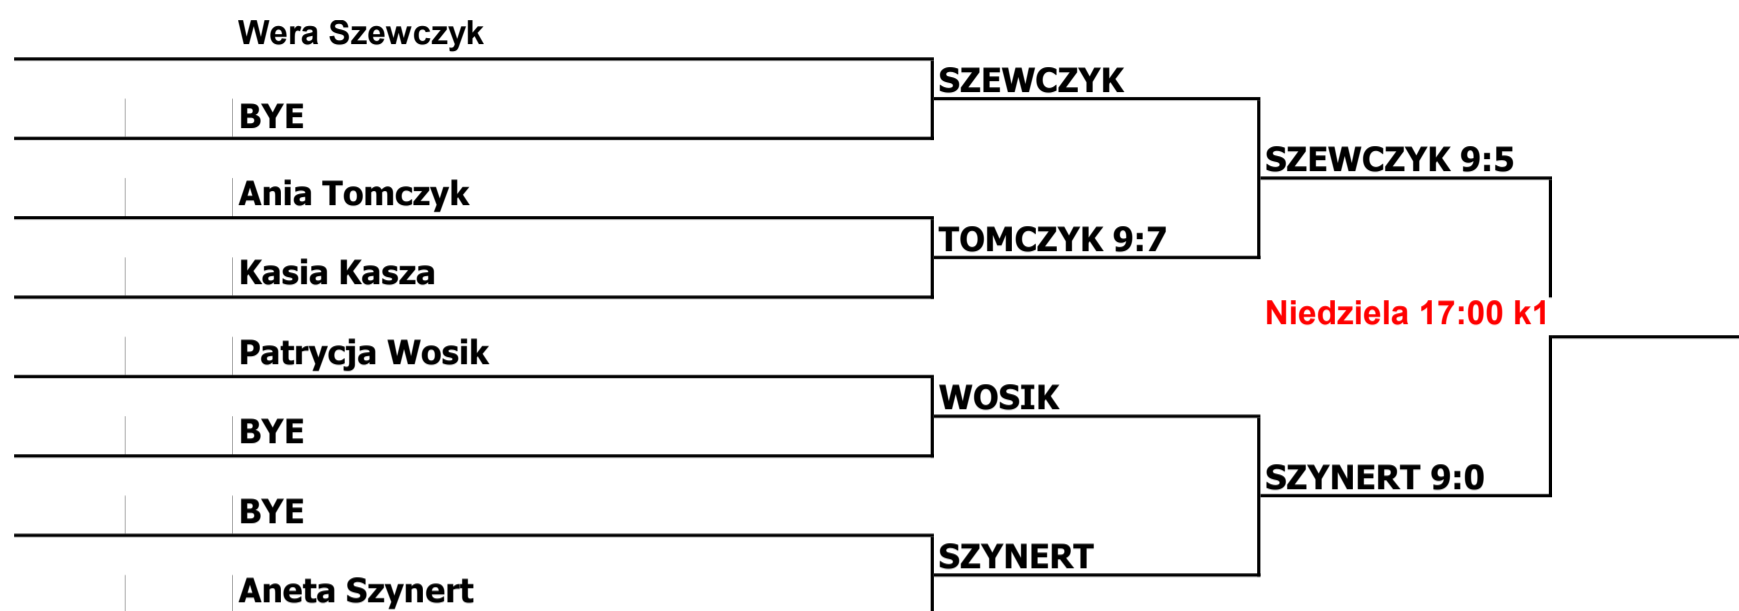 Wera Szewczyk
SZEWCZYK
BYE
SZEWCZYK 9:5
Ania Tomczyk
TOMCZYK 9:7
Kasia Kasza
Niedziela 17:00 k1
Patrycja Wosik
WOSIK
BYE
SZYNERT 9:0
BYE
SZYNERT
Aneta Szynert